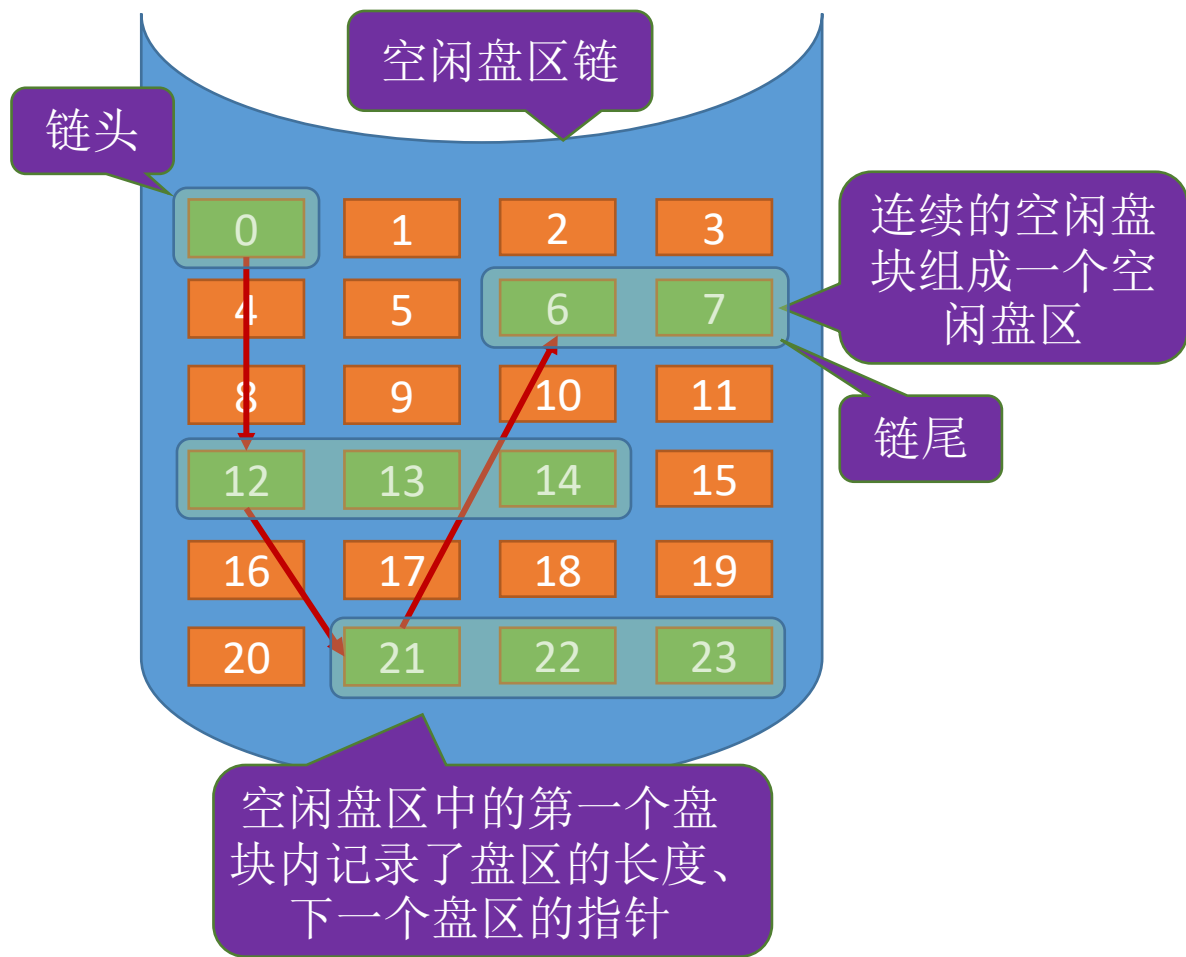 空闲盘区链
链头
0 1 2 3
连续的空闲盘
块组成一个空
闲盘区
4 5 6 7
8 9 10 11
链尾
12 13 14 15
16 17 18 19
20 21 22 23
空闲盘区中的第一个盘
块内记录了盘区的长度、
下一个盘区的指针